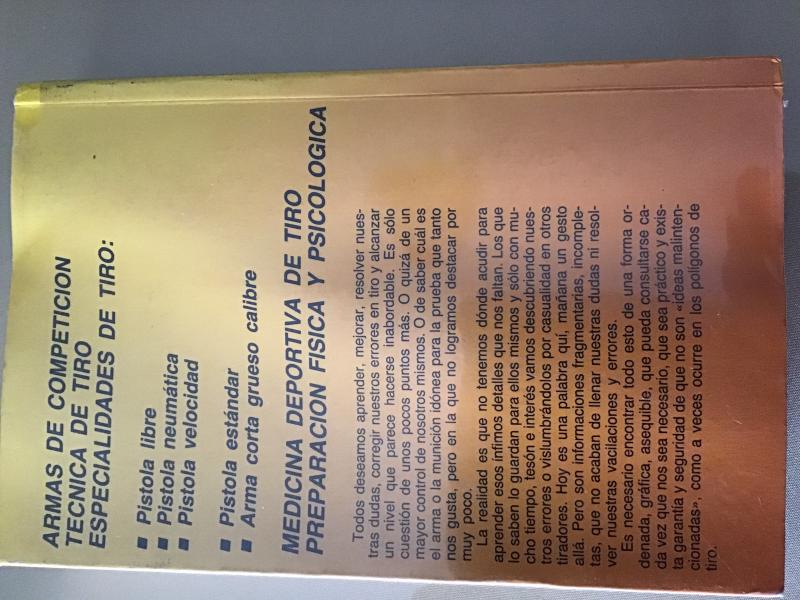 ARMAS DE COMPETICION
TECNICA DE TIRO
ESPECIALIDADES DE TIRO:
■ Pistola libre
■ Pistola neumática
■ Pistola velocidad
■ Pistola estándar
■ Arma corta grueso calibre
MEDICINA DEPORTIVA DE TIRO
PREPARACION FISICA Y PSICOLOGICA
Todos deseamos aprender, mejorar, resolver nues-
tras dudas, corregir nuestros errores en tiro y alcanzar
un nivel que parece hacerse inabordable. Es sólo
cuestión de unos pocos puntos más. O quizá de un
mayor control de nosotros mismos. O de saber cuál es
el arma o la munición idónea para la prueba que tanto
nos gusta, pero en la que no logramos destacar por
muy poco.
La realidad es que no tenemos dónde acudir para
aprender esos ínfimos detalles que nos faltan. Los que
lo saben lo guardan para ellos mismos y sólo con mu-
cho tiempo, tesón e interés vamos descubriendo nues-
tros errores o vislumbrándolos por casualidad en otros
tiradores. Hoy es una palabra quí, mañana un gesto
allá. Pero son informaciones fragmentarias, incomple-
tas, que no acaban de llenar nuestras dudas ni resol-
ver nuestras vacilaciones y errores.
Es necesario encontrar todo esto de una forma or-
denada, gráfica, asequible, que pueda consultarse ca-
da vez que nos sea necesario, que sea práctico y exis-
ta garantía y seguridad de que no son «ideas malinten-
cionadas», como a veces ocurre en los polígonos de
tiro.